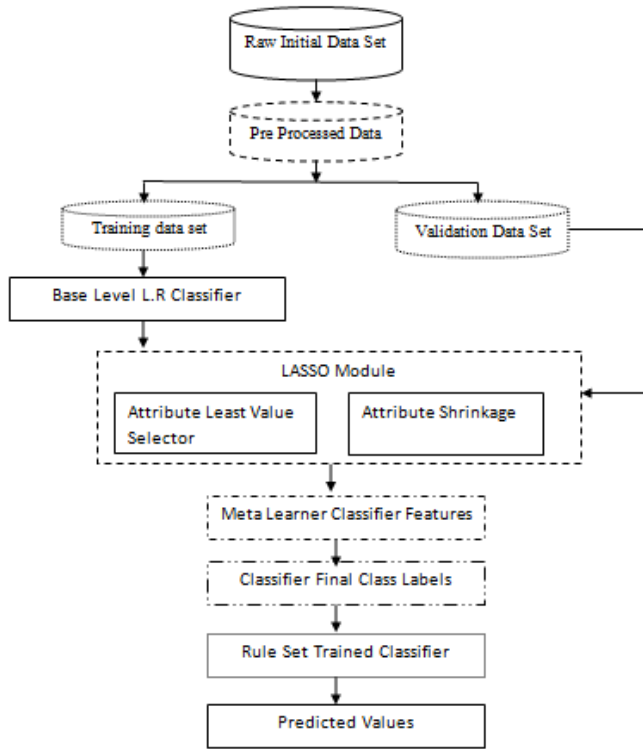 Raw Initial Data Set
Pre Processed Data
Training data set
Validation Data Set
Base Level L.R Classifier
LASSO Module
Attribute Least Value
Selector
Attribute Shrinkage
Meta Learner Classifier Features
Classifier Final Class Labels
Rule Set Trained Classifier
Predicted Values